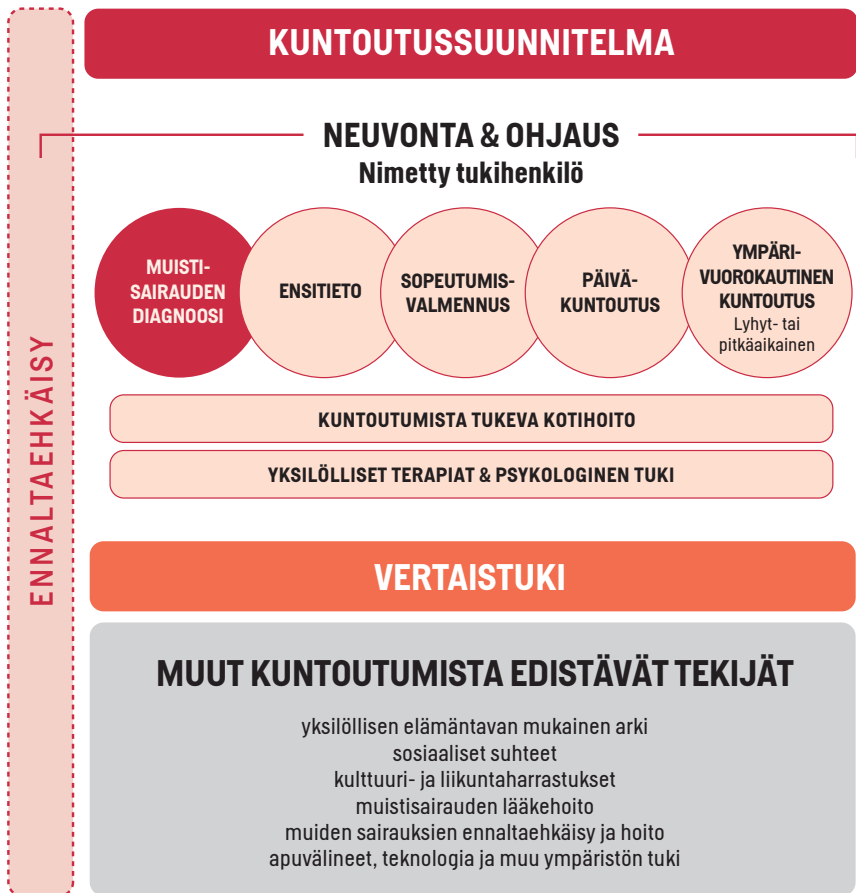 ENNALTAEHKÄISY
KUNTOUTUSSUUNNITELMA
NEUVONTA & OHJAUS
Nimetty tukihenkilö
MUISTI-
SAIRAUDEN
DIAGNOOSI
ENSITIETO
SOPEUTUMIS-
VALMENNUS
PÄIVÄ-
KUNTOUTUS
YMPÄRI-
VUOROKAUTINEN
KUNTOUTUS
Lyhyt- tai
pitkäaikainen
KUNTOUTUMISTA TUKEVA KOTIHOITO
YKSILÖLLISET TERAPIAT & PSYKOLOGINEN TUKI
VERTAISTUKI
MUUT KUNTOUTUMISTA EDISTÄVÄT TEKIJÄT
yksilöllisen elämäntavan mukainen arki
sosiaaliset suhteet
kulttuuri- ja liikuntaharrastukset
muistisairauden lääkehoito
muiden sairauksien ennaltaehkäisy ja hoito
apuvälineet, teknologia ja muu ympäristön tuki